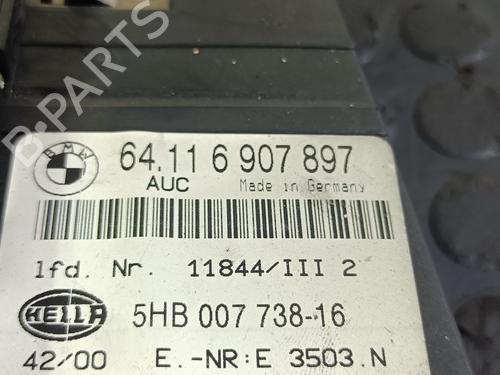 B-PARTS
BMW
64.11 6 907 897
AUC Made in Germany
lfd. Nr. 11844/III 2
HELLA 5HB 007 738-16
42/00 E.-NR:E 3503.N